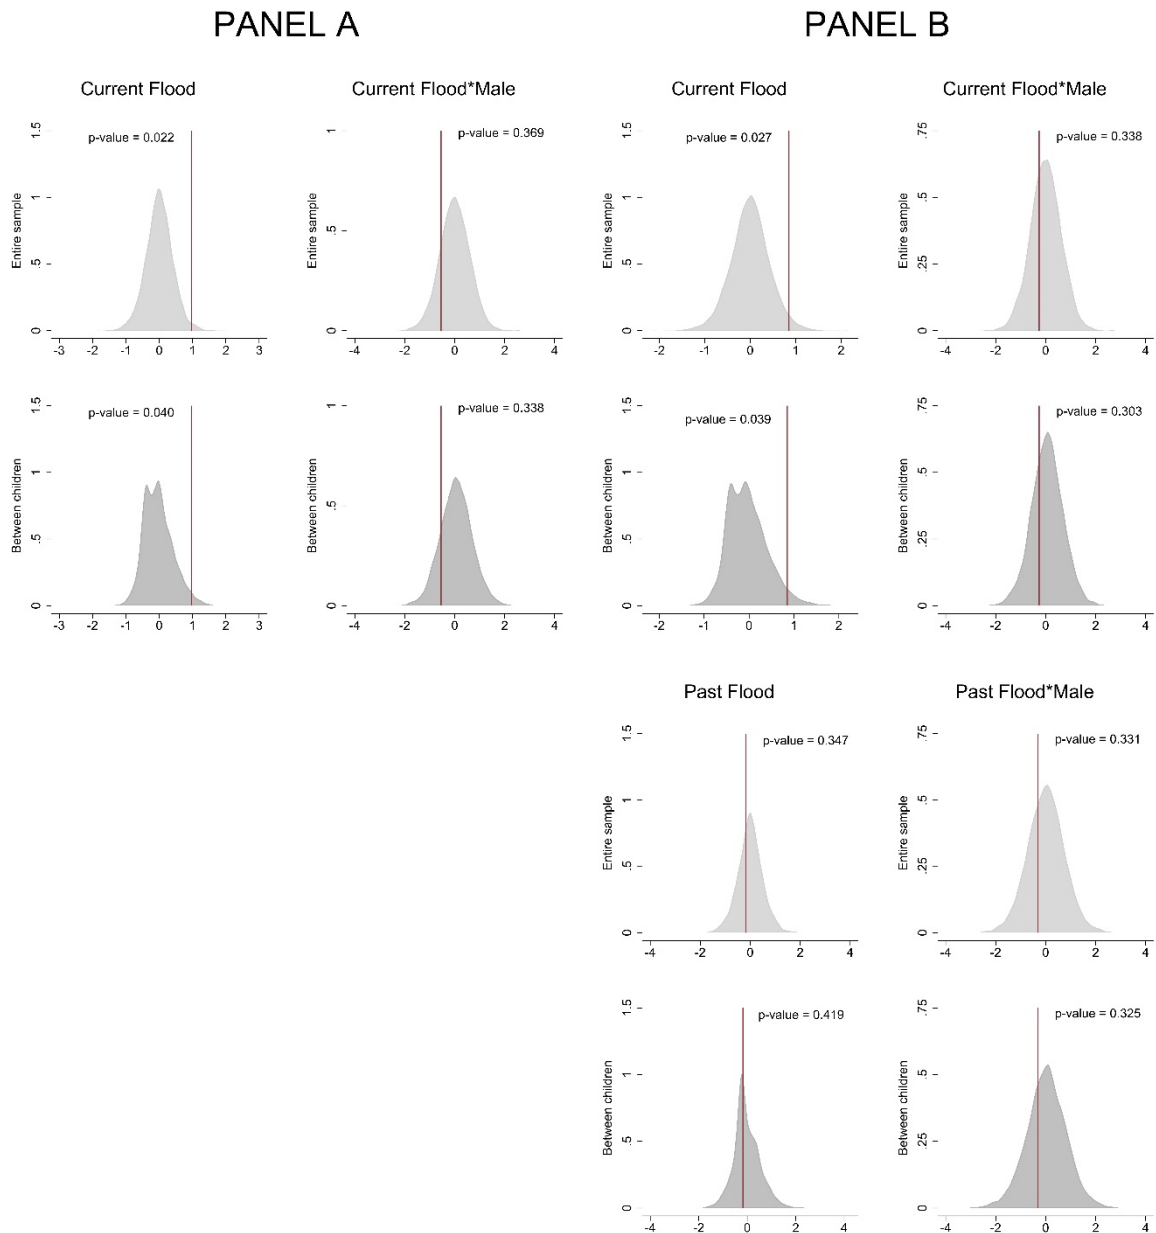 PANEL A
PANEL B
Current Flood
Current Flood*Male
Current Flood
Current Flood*Male
Entire sample
0 .5 1 1.5
p-value = 0.022
-3 -2 -1 0 1 2 3
Entire sample
0 .5 1
p-value = 0.369
-4 -2 0 2 4
Entire sample
0 .5 1 1.5
p-value = 0.027
-2 -1 0 1 2
Entire sample
0 .25 .5 .75
p-value = 0.338
-4 -2 0 2 4
Between children
0 .5 1 1.5
p-value = 0.040
-3 -2 -1 0 1 2 3
Between children
0 .5 1
p-value = 0.338
-4 -2 0 2 4
Between children
0 .5 1 1.5
p-value = 0.039
-2 -1 0 1 2
Between children
0 .25 .5 .75
p-value = 0.303
-4 -2 0 2 4
Past Flood
Past Flood*Male
Entire sample
0 .5 1 1.5
p-value = 0.347
-4 -2 0 2 4
Entire sample
0 .25 .5 .75
p-value = 0.331
-4 -2 0 2 4
Between children
0 .5 1 1.5
p-value = 0.419
-4 -2 0 2 4
Between children
0 .25 .5 .75
p-value = 0.325
-4 -2 0 2 4